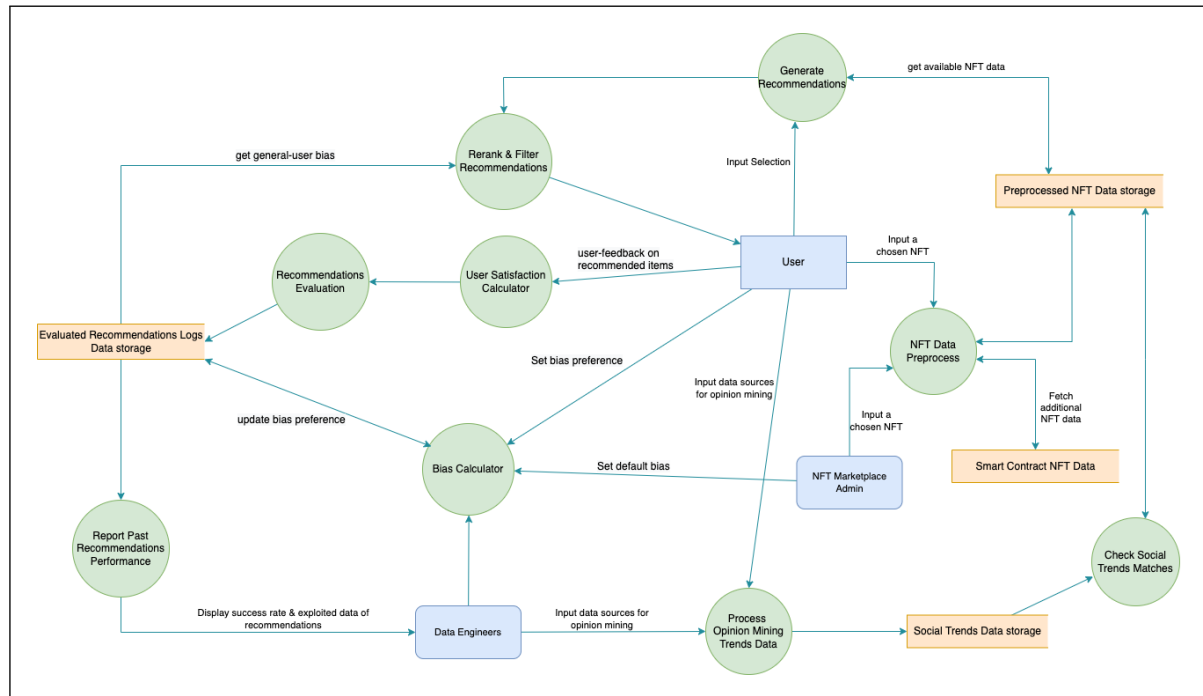 Generate
Recommendations
get available NFT data
Rerank & Filter
Recommendations
get general-user bias
Input Selection
Preprocessed NFT Data storage
User
Input a
chosen NFT
user-feedback on
recommended items
Recommendations
Evaluation
User Satisfaction
Calculator
Evaluated Recommendations Logs
Data storage
NFT Data
Preprocess
Set bias preference
Input data sources
for opinion mining
Fetch
additional
NFT data
update bias preference
Input a
chosen NFT
Bias Calculator
Set default bias
NFT Marketplace
Admin
Smart Contract NFT Data
Report Past
Recommendations
Performance
Check Social
Trends Matches
Display success rate & exploited data of
recommendations
Data Engineers
Input data sources for
opinion mining
Process
Opinion Mining
Trends Data
Social Trends Data storage